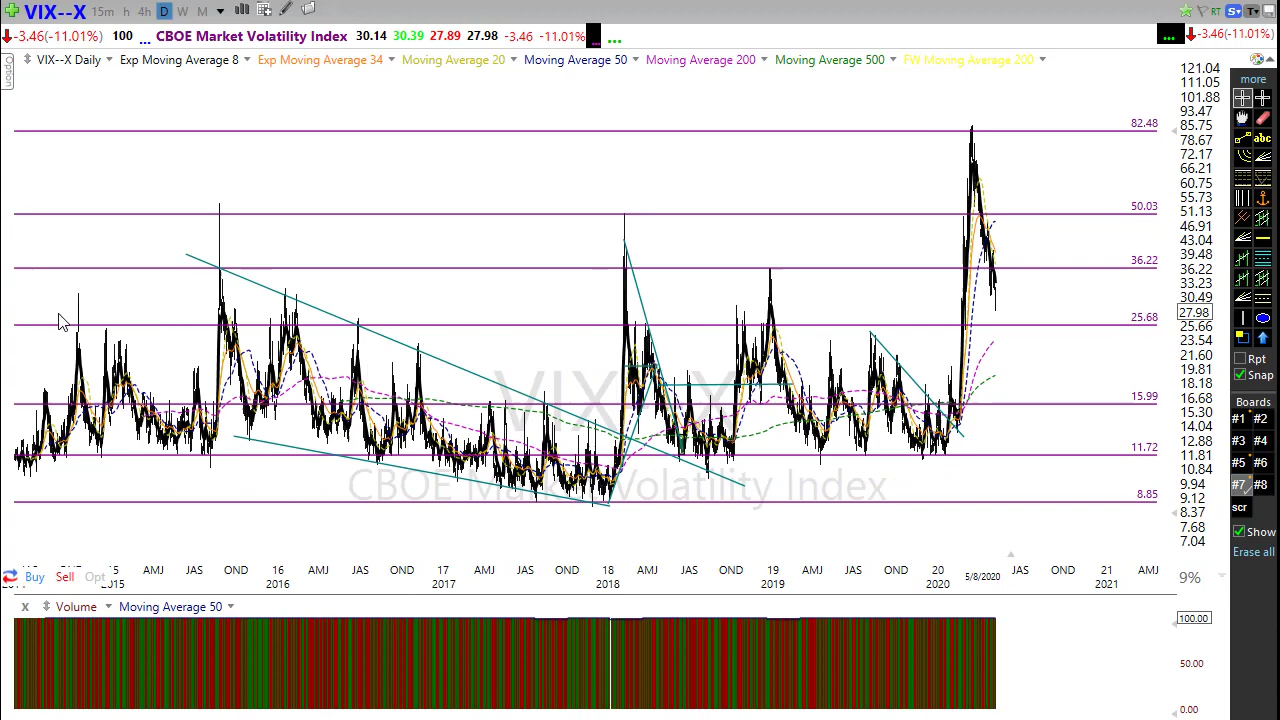 VIX--X 15m h 4h D W M RT S T
-3.46(-11.01%) 100 ... CBOE Market Volatility Index 30.14 30.39 27.89 27.98 -3.46 -11.01% ... ... ... -3.46(-11.01%)
Option
VIX--X Daily Exp Moving Average 8 Exp Moving Average 34 Moving Average 20 Moving Average 50 Moving Average 200 Moving Average 500 FW Moving Average 200
121.04
111.05
101.88
93.47
85.75
78.67
72.17
66.21
60.75
55.73
51.13
46.91
43.04
39.48
36.22
33.23
30.49
27.98
25.66
23.54
21.60
19.81
18.18
16.68
15.30
14.04
12.88
11.81
10.84
9.94
9.12
8.37
7.68
7.04
82.48
50.03
36.22
25.68
15.99
11.72
8.85
VIX--X
CBOE Market Volatility Index
AMJ JAS OND 16 AMJ JAS OND 17 AMJ JAS OND 18 AMJ JAS OND 19 AMJ JAS OND 20 JAS OND 21 AMJ
2015 2016 2017 2018 2019 2020 5/8/2020 2021
Buy Sell Opt
9%
x Volume Moving Average 50
100.00
50.00
0.00
more
abc
Rpt
Snap
Boards
#1 #2
#3 #4
#5 #6
#7 #8
scr
Show
Erase all